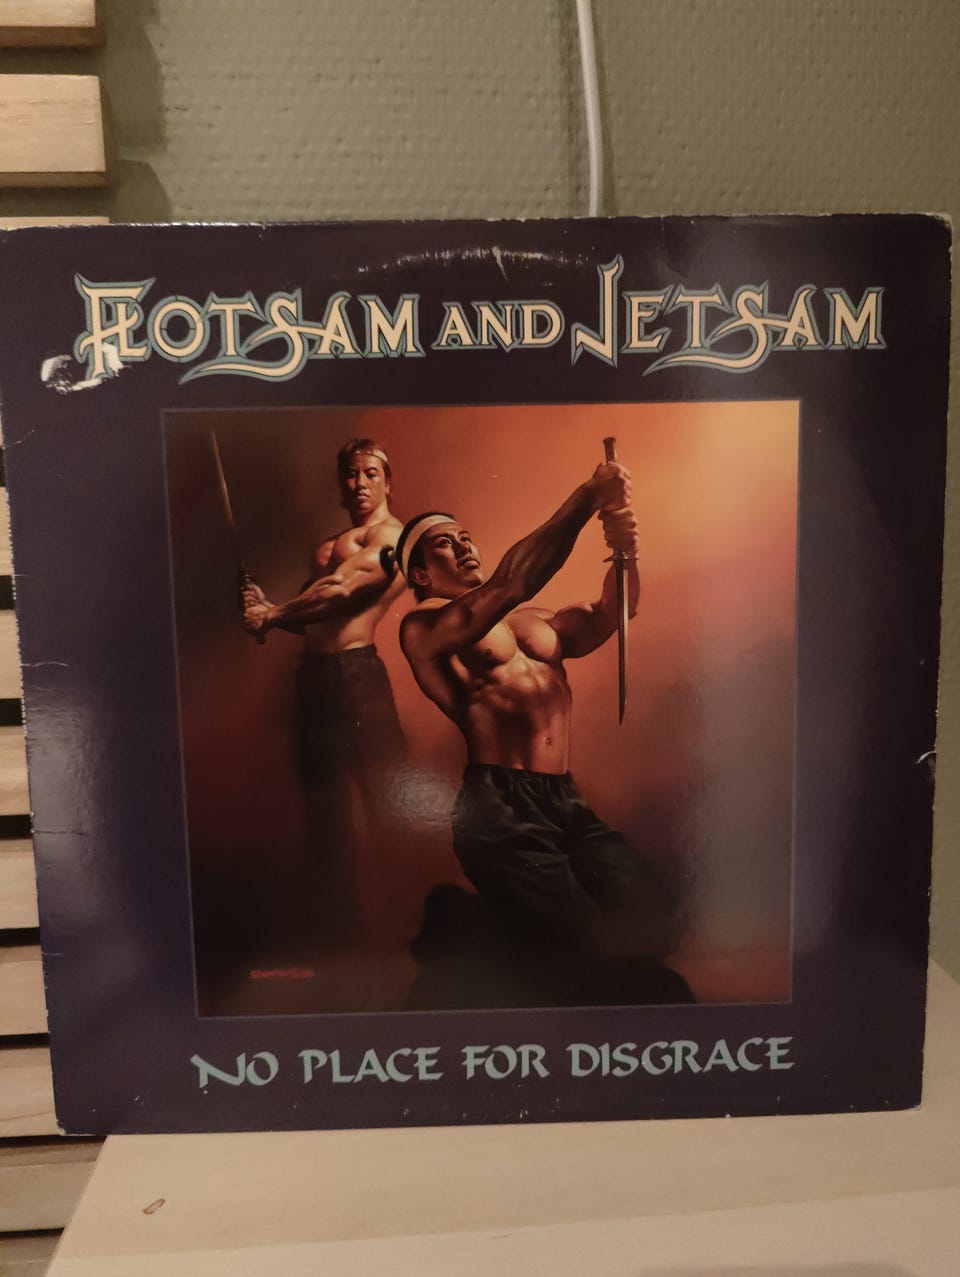 FLOTSAM AND JETSAM
NO PLACE FOR DISGRACE